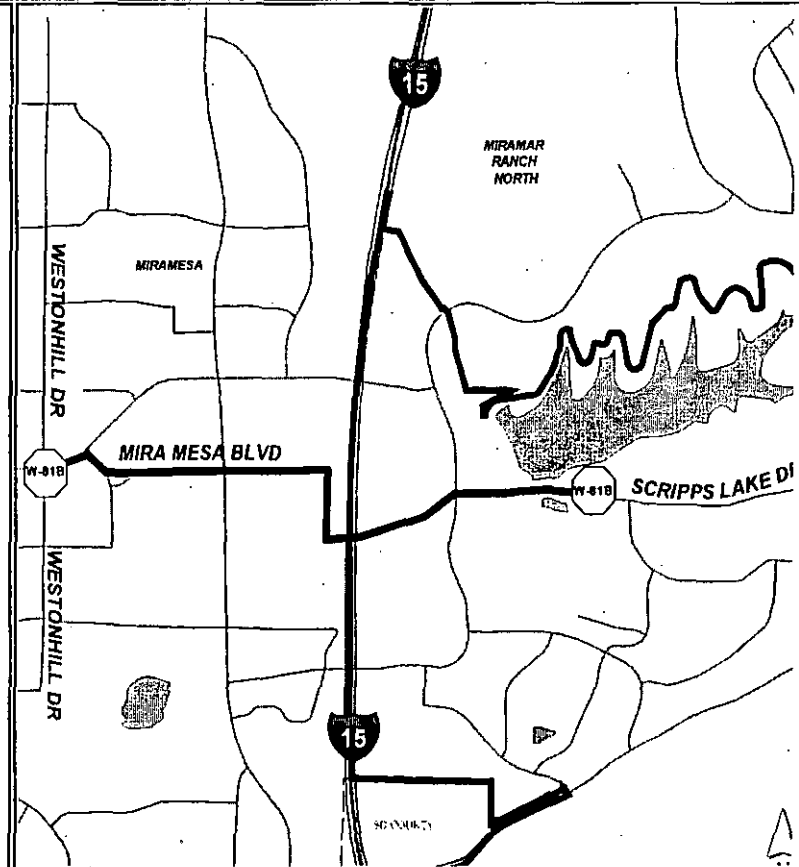 15
MIRAMAR
RANCH
NORTH
WESTONHILL DR
MIRAMESA
MIRA MESA BLVD
W-81B
W-81B
SCRIPPS LAKE DR
WESTONHILL DR
15